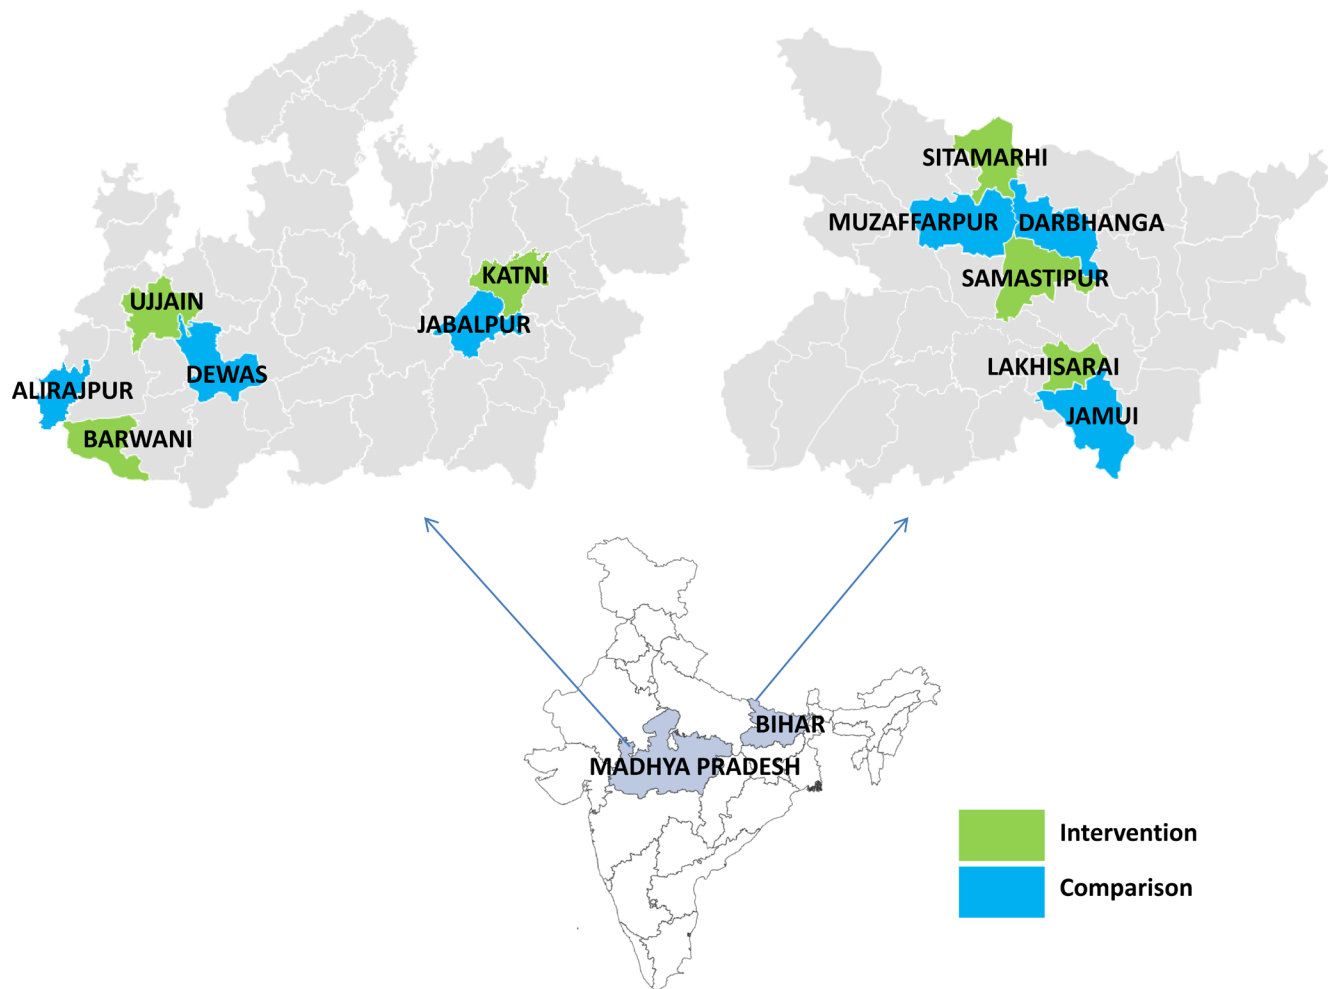 KATNI
UJJAIN
JABALPUR
DEWAS
ALIRAJPUR
BARWANI
SITAMARHI
MUZAFFARPUR
DARBHANGA
SAMASTIPUR
LAKHISARAI
JAMUI
BIHAR
MADHYA PRADESH
Intervention
Comparison